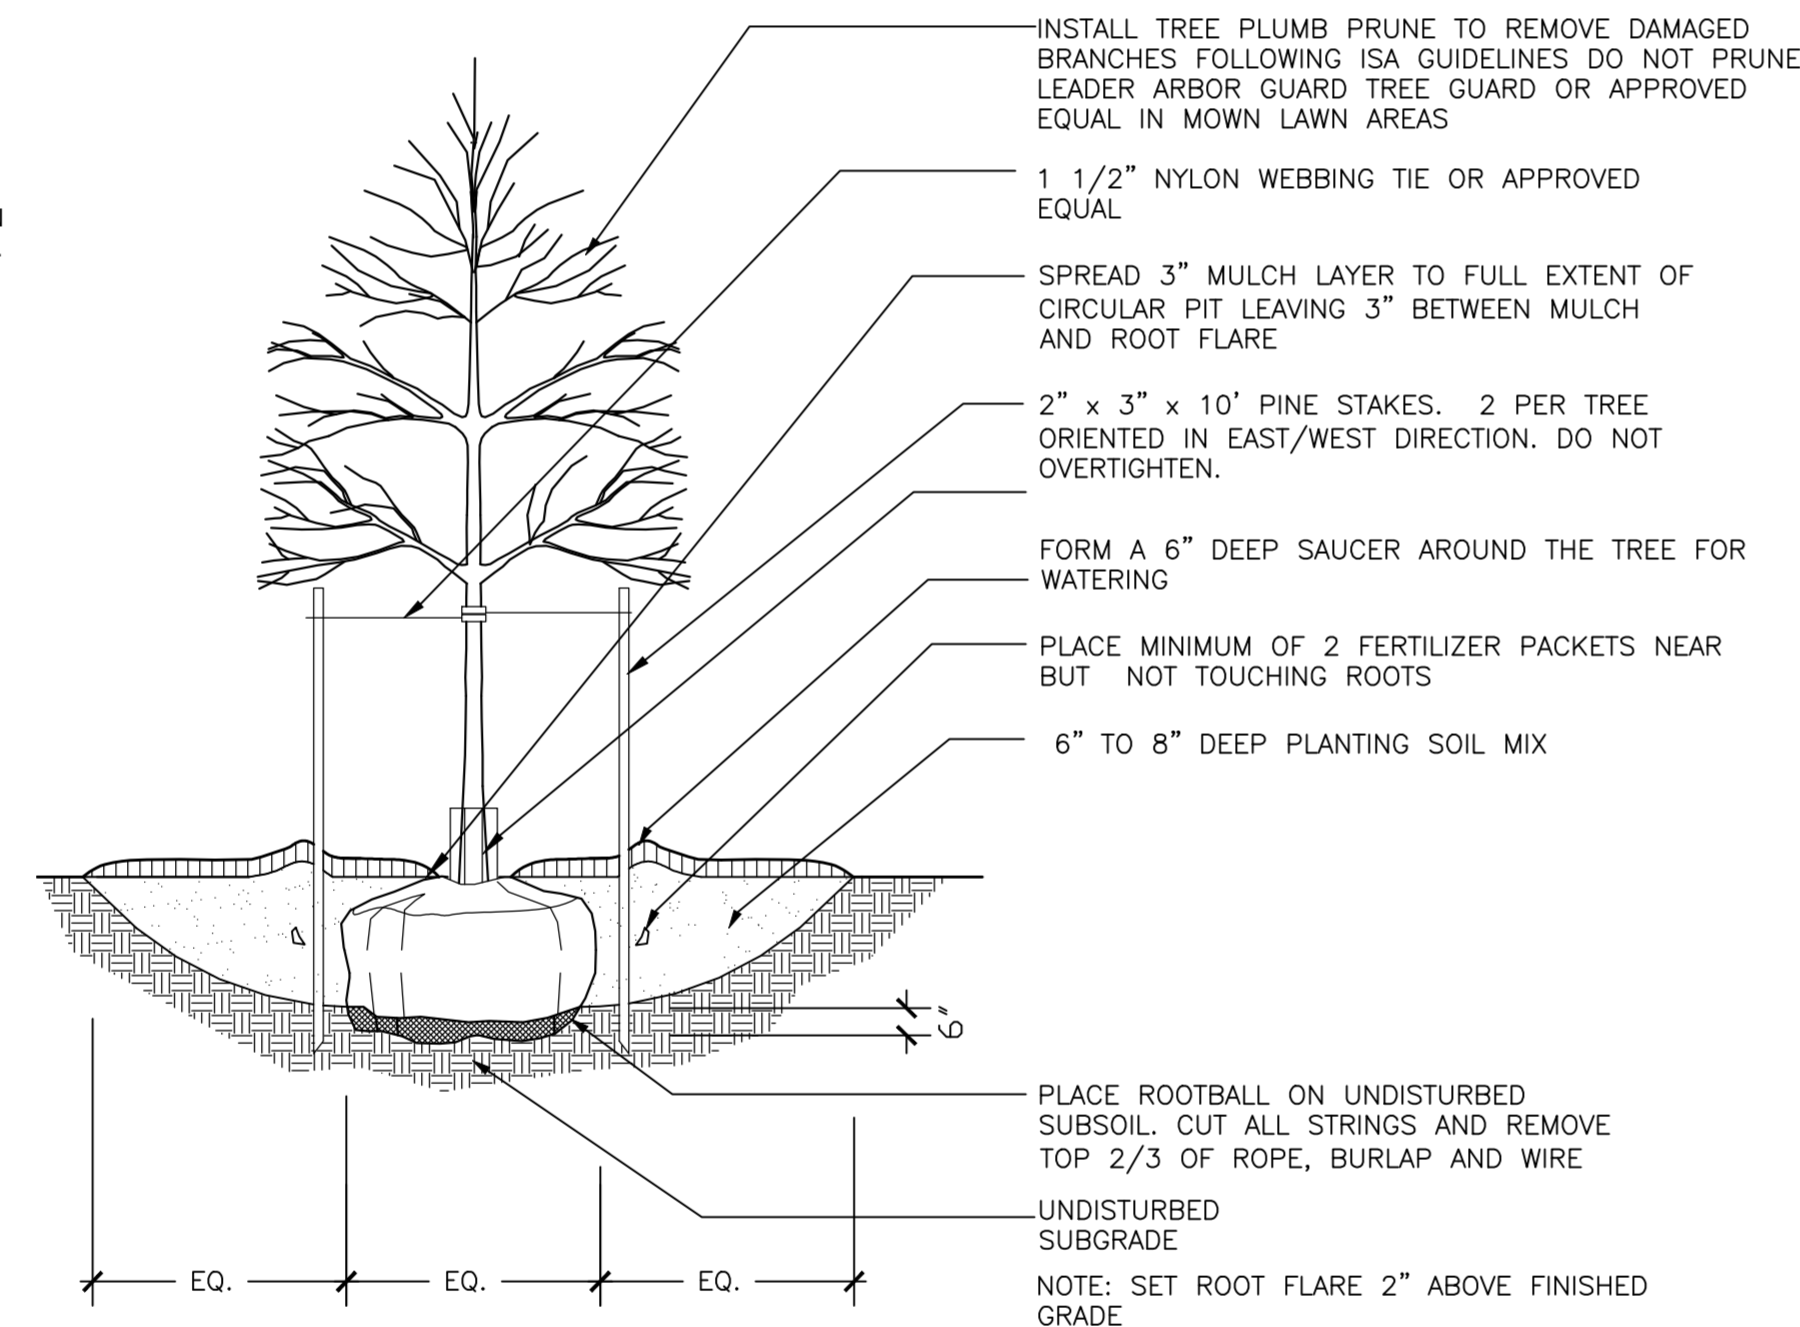 INSTALL TREE PLUMB PRUNE TO REMOVE DAMAGED
BRANCHES FOLLOWING ISA GUIDELINES DO NOT PRUNE
LEADER ARBOR GUARD TREE GUARD OR APPROVED
EQUAL IN MOWN LAWN AREAS
1 1/2" NYLON WEBBING TIE OR APPROVED
EQUAL
SPREAD 3" MULCH LAYER TO FULL EXTENT OF
CIRCULAR PIT LEAVING 3" BETWEEN MULCH
AND ROOT FLARE
2" x 3" x 10' PINE STAKES. 2 PER TREE
ORIENTED IN EAST/WEST DIRECTION. DO NOT
OVERTIGHTEN.
FORM A 6" DEEP SAUCER AROUND THE TREE FOR
WATERING
PLACE MINIMUM OF 2 FERTILIZER PACKETS NEAR
BUT NOT TOUCHING ROOTS
6" TO 8" DEEP PLANTING SOIL MIX
6"
PLACE ROOTBALL ON UNDISTURBED
SUBSOIL. CUT ALL STRINGS AND REMOVE
TOP 2/3 OF ROPE, BURLAP AND WIRE
UNDISTURBED
SUBGRADE
EQ. EQ. EQ.
NOTE: SET ROOT FLARE 2" ABOVE FINISHED
GRADE